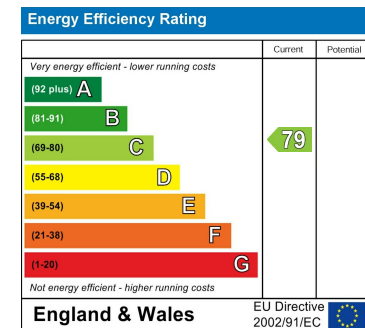 Energy Efficiency Rating
Current Potential
Very energy efficient - lower running costs
(92 plus) A
(81-91) B
(69-80) C
79
(55-68) D
(39-54) E
(21-38) F
(1-20) G
Not energy efficient - higher running costs
England & Wales
EU Directive
2002/91/EC